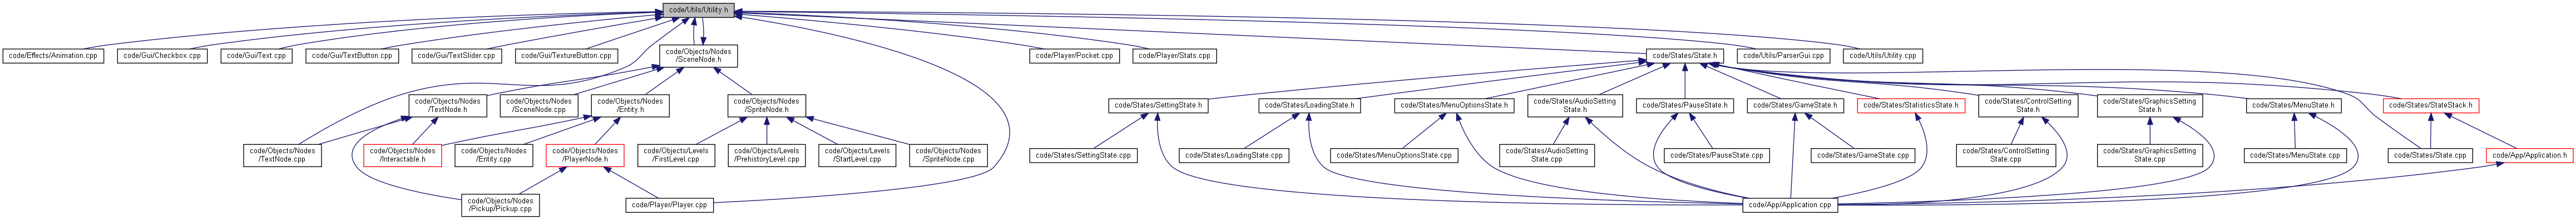 code/Utils/Utility.h
code/Effects/Animation.cpp
code/Gui/Checkbox.cpp
code/Gui/Text.cpp
code/Gui/TextButton.cpp
code/Gui/TextSlider.cpp
code/Gui/TextureButton.cpp
code/Objects/Nodes
/SceneNode.h
code/Player/Pocket.cpp
code/Player/Stats.cpp
code/States/State.h
code/Utils/ParserGui.cpp
code/Utils/Utility.cpp
code/Objects/Nodes
/TextNode.h
code/Objects/Nodes
/SceneNode.cpp
code/Objects/Nodes
/Entity.h
code/Objects/Nodes
/SpriteNode.h
code/States/SettingState.h
code/States/LoadingState.h
code/States/MenuOptionsState.h
code/States/AudioSetting
State.h
code/States/PauseState.h
code/States/GameState.h
code/States/StatisticsState.h
code/States/ControlSetting
State.h
code/States/GraphicsSetting
State.h
code/States/MenuState.h
code/States/StateStack.h
code/Objects/Nodes
/TextNode.cpp
code/Objects/Nodes
/Interactable.h
code/Objects/Nodes
/Entity.cpp
code/Objects/Nodes
/PlayerNode.h
code/Objects/Levels
/FirstLevel.cpp
code/Objects/Levels
/PrehistoryLevel.cpp
code/Objects/Levels
/StartLevel.cpp
code/Objects/Nodes
/SpriteNode.cpp
code/States/SettingState.cpp
code/States/LoadingState.cpp
code/States/MenuOptionsState.cpp
code/States/AudioSetting
State.cpp
code/States/PauseState.cpp
code/States/GameState.cpp
code/States/ControlSetting
State.cpp
code/States/GraphicsSetting
State.cpp
code/States/MenuState.cpp
code/States/State.cpp
code/App/Application.h
code/Objects/Nodes
/Pickup/Pickup.cpp
code/Player/Player.cpp
code/App/Application.cpp